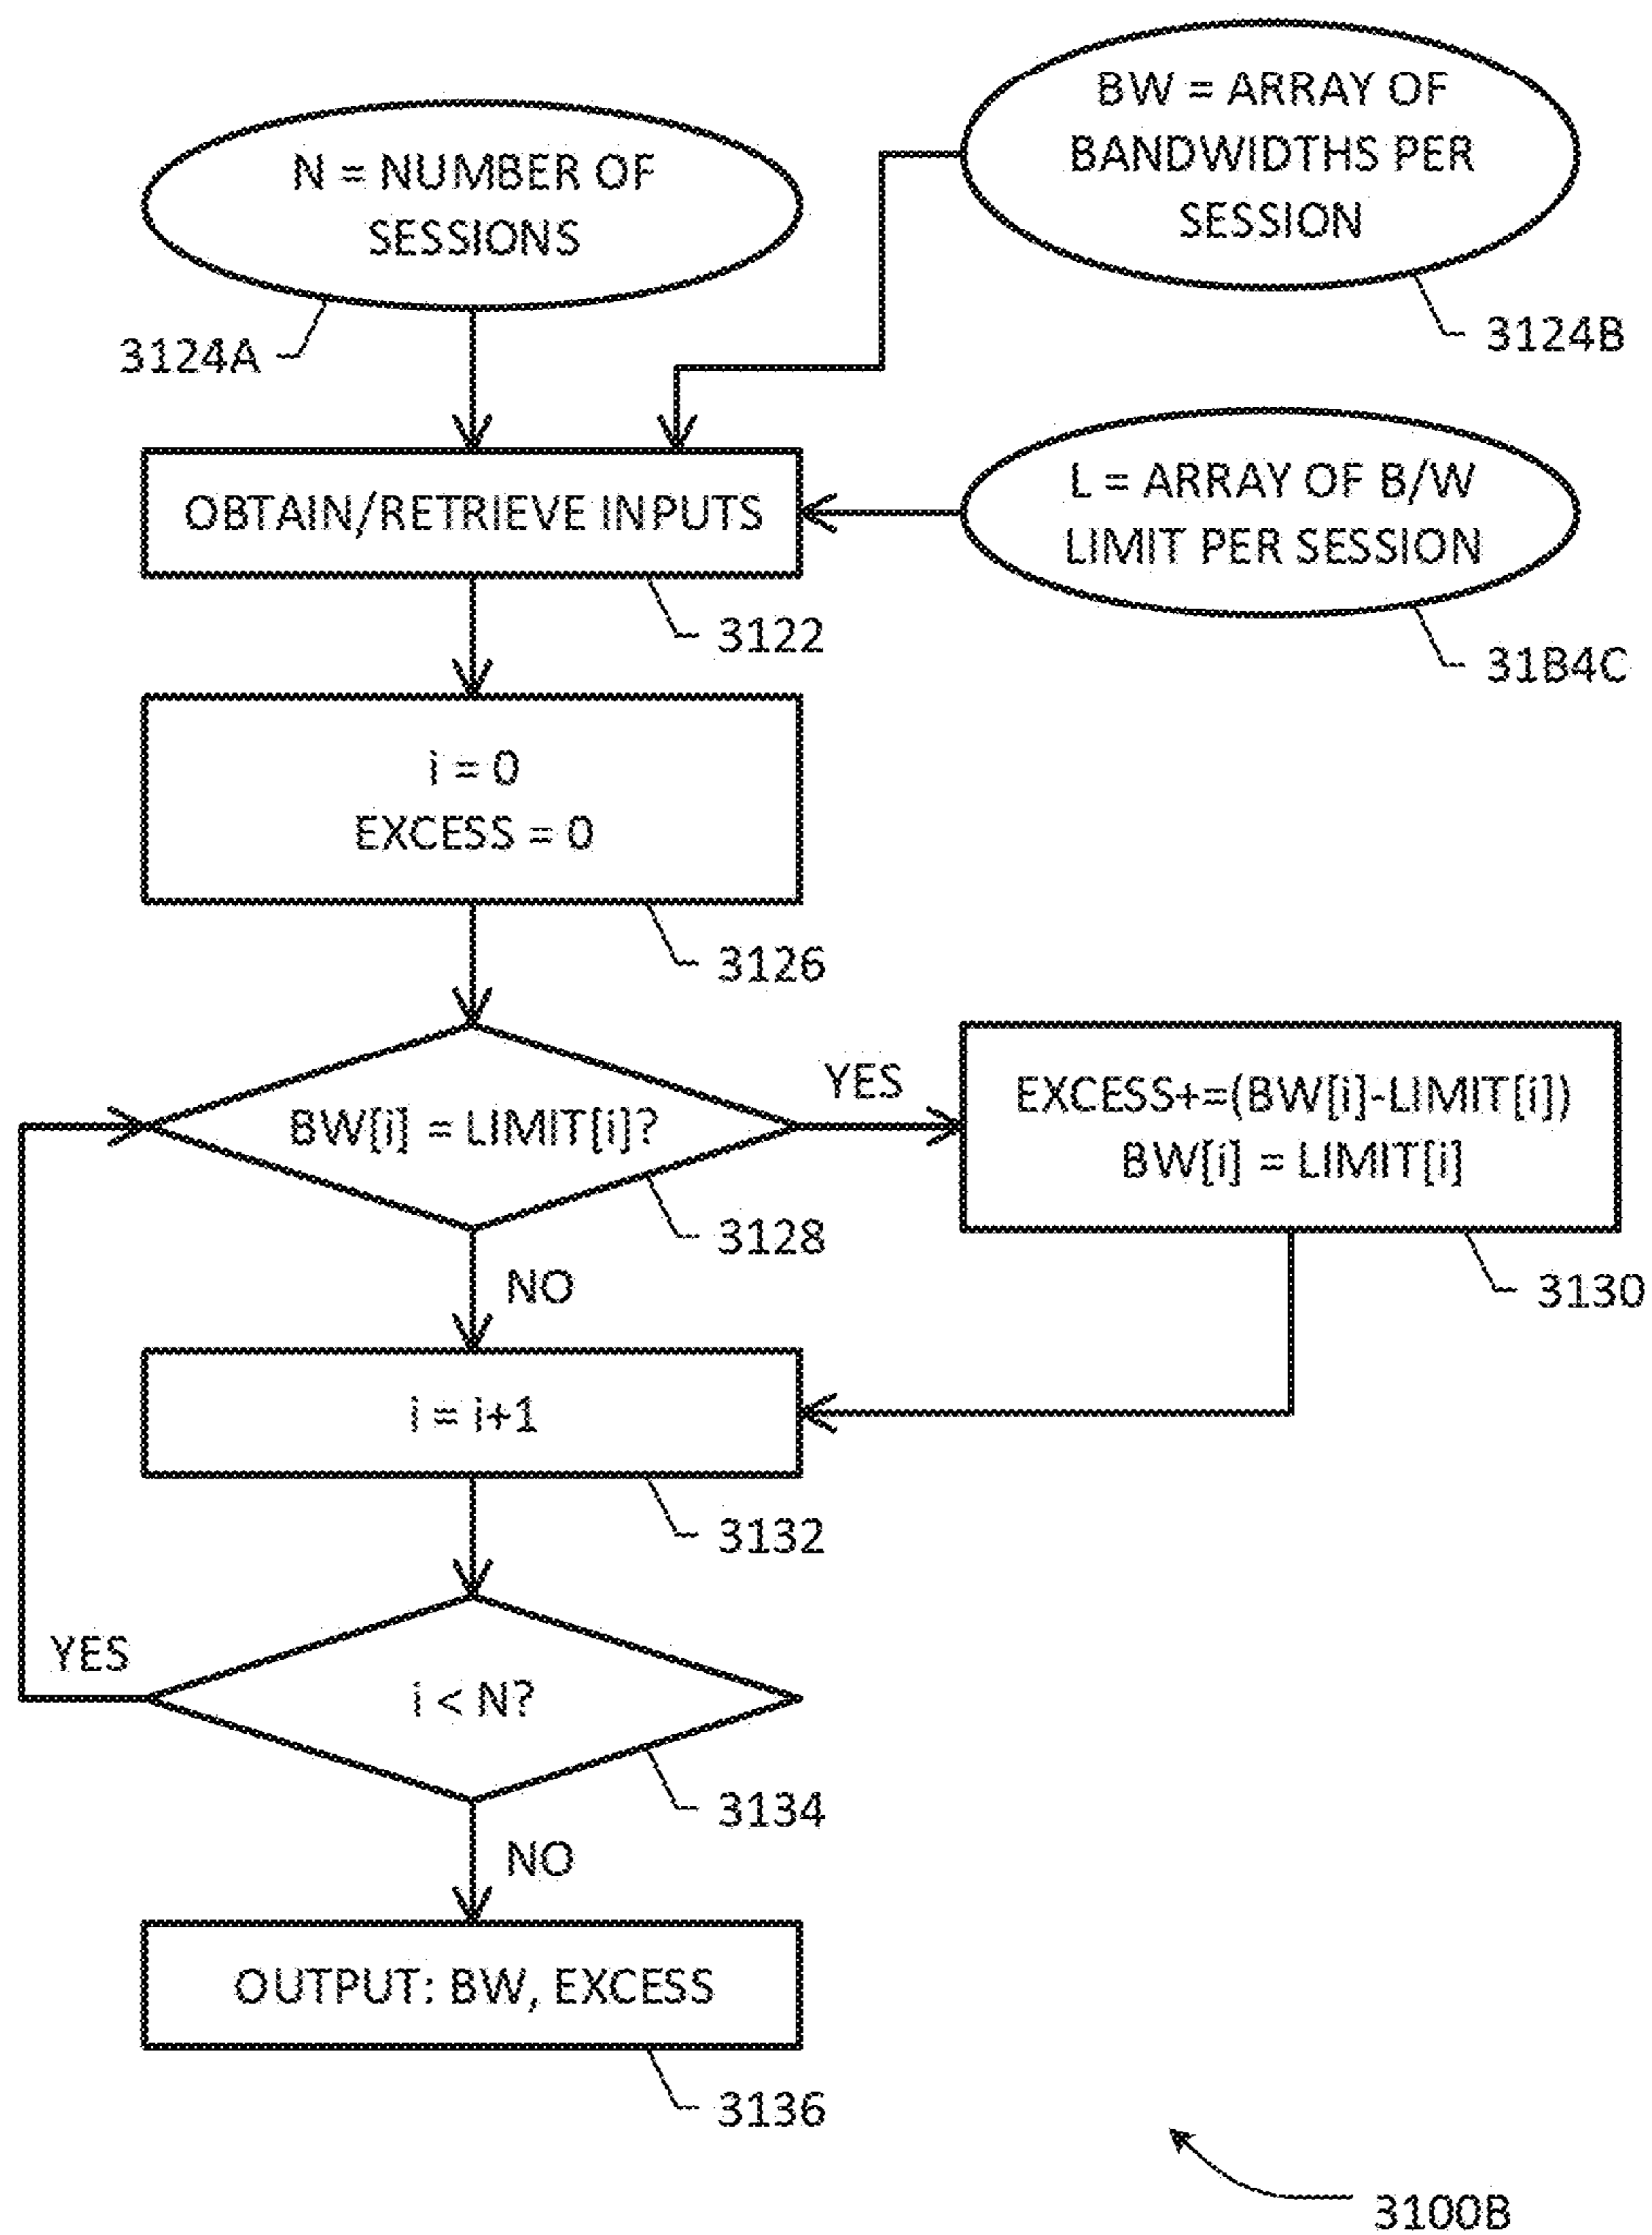 N = NUMBER OF
SESSIONS
3124A
BW = ARRAY OF
BANDWIDTHS PER
SESSION
3124B
OBTAIN/RETRIEVE INPUTS
3122
L = ARRAY OF B/W
LIMIT PER SESSION
31B4C
i = 0
EXCESS = 0
3126
BW[i] = LIMIT[i]?
3128
YES
EXCESS+=(BW[i]-LIMIT[i])
BW[i] = LIMIT[i]
3130
NO
i = i+1
3132
YES
i < N?
3134
NO
OUTPUT: BW, EXCESS
3136
3100B